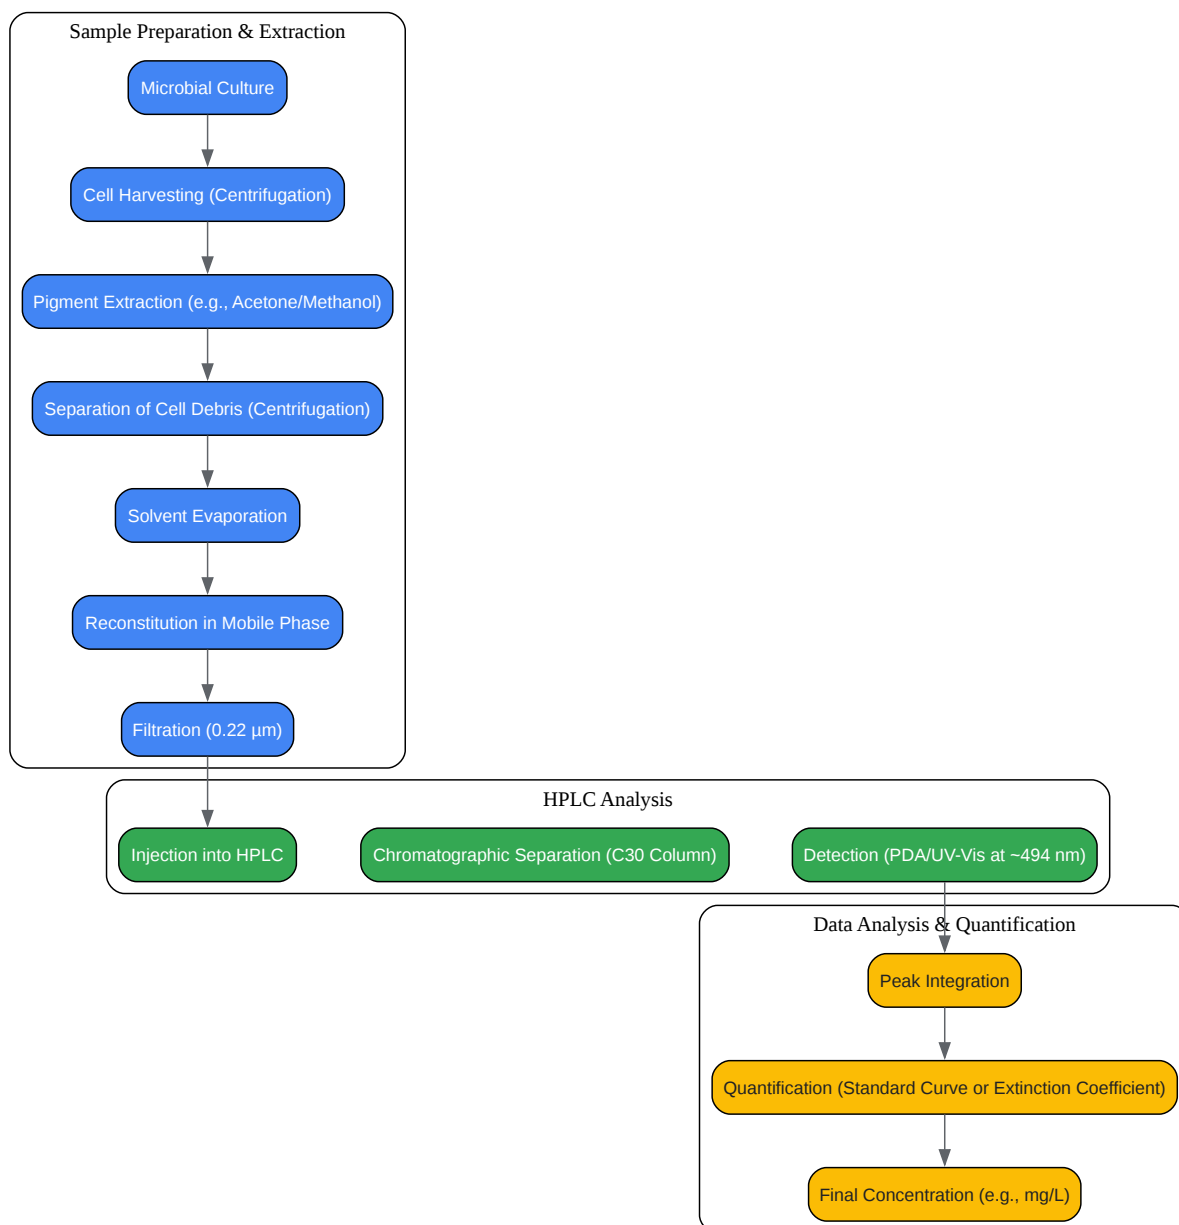 Sample Preparation & Extraction
Microbial Culture
Cell Harvesting (Centrifugation)
Pigment Extraction (e.g., Acetone/Methanol)
Separation of Cell Debris (Centrifugation)
Solvent Evaporation
Reconstitution in Mobile Phase
Filtration (0.22 µm)
HPLC Analysis
Injection into HPLC
Chromatographic Separation (C30 Column)
Detection (PDA/UV-Vis at ~494 nm)
Data Analysis & Quantification
Peak Integration
Quantification (Standard Curve or Extinction Coefficient)
Final Concentration (e.g., mg/L)